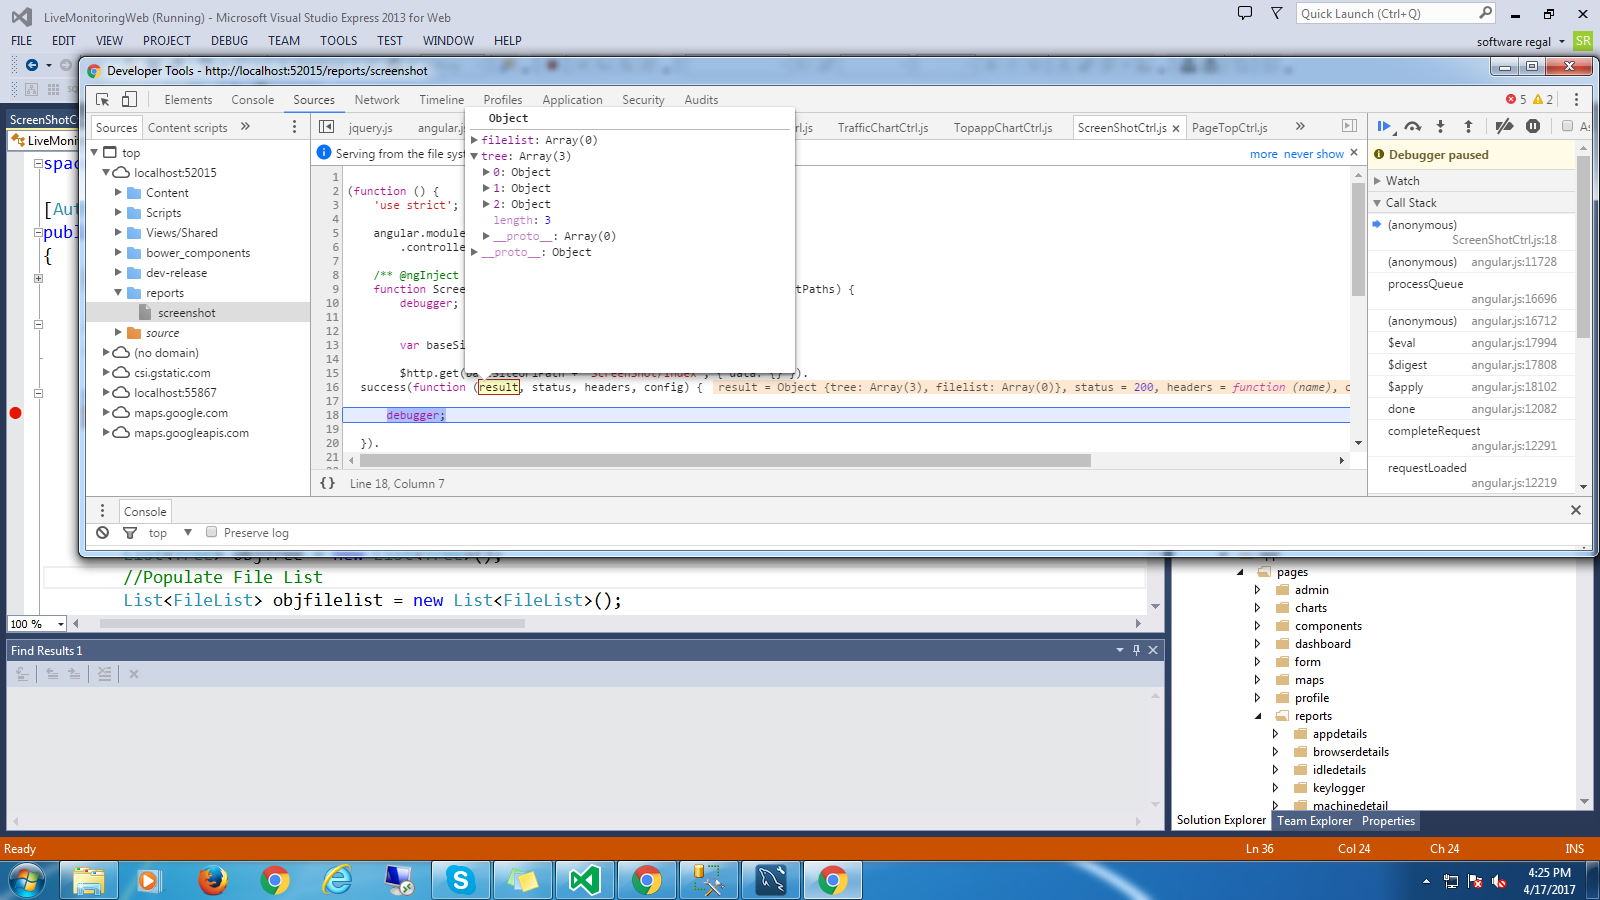 LiveMonitoringWeb (Running) - Microsoft Visual Studio Express 2013 for Web
Quick Launch (Ctrl+Q)
FILE EDIT VIEW PROJECT DEBUG TEAM TOOLS TEST WINDOW HELP
software regal SR
Developer Tools - http://localhost:52015/reports/screenshot
Elements Console Sources Network Timeline Profiles Application Security Audits
5 2
ScreenShotCt
Sources Content scripts »
jquery.js angular. rl.js TrafficChartCtrl.js TopappChartCtrl.js ScreenShotCtrl.js × PageTopCtrl.js »
As
LiveMoni
Serving from the file syst
more never show ×
Object
filelist: Array(0)
tree: Array(3)
0: Object
1: Object
2: Object
length: 3
__proto__: Array(0)
__proto__: Object
spac
[Aut
publ
{
top
localhost:52015
Content
Scripts
Views/Shared
bower_components
dev-release
reports
screenshot
source
(no domain)
csi.gstatic.com
localhost:55867
maps.google.com
maps.googleapis.com
1
2 (function () {
3 'use strict';
4
5 angular.module
6 .controlle
7
8 /** @ngInject
9 function Scree tPaths) {
10 debugger;
11
12
13 var baseSi
14
15 $http.get(baseSiteUrlPath + "Screenshot/Index", { data: {} }).
16 success(function (result, status, headers, config) { result = Object {tree: Array(3), filelist: Array(0)}, status = 200, headers = function (name), c
17
18 debugger;
19
20 }).
21
{} Line 18, Column 7
Debugger paused
Watch
Call Stack
(anonymous)
ScreenShotCtrl.js:18
(anonymous) angular.js:11728
processQueue
angular.js:16696
(anonymous) angular.js:16712
$eval angular.js:17994
$digest angular.js:17808
$apply angular.js:18102
done angular.js:12082
completeRequest
angular.js:12291
requestLoaded
angular.js:12219
Console
top Preserve log
List<Tree> objTree = new List<Tree>();
//Populate File List
List<FileList> objfilelist = new List<FileList>();
100 %
Find Results 1
pages
admin
charts
components
dashboard
form
maps
profile
reports
appdetails
browserdetails
idledetails
keylogger
machinedetail
Solution Explorer Team Explorer Properties
Ready
Ln 36 Col 24 Ch 24 INS
4:25 PM
4/17/2017